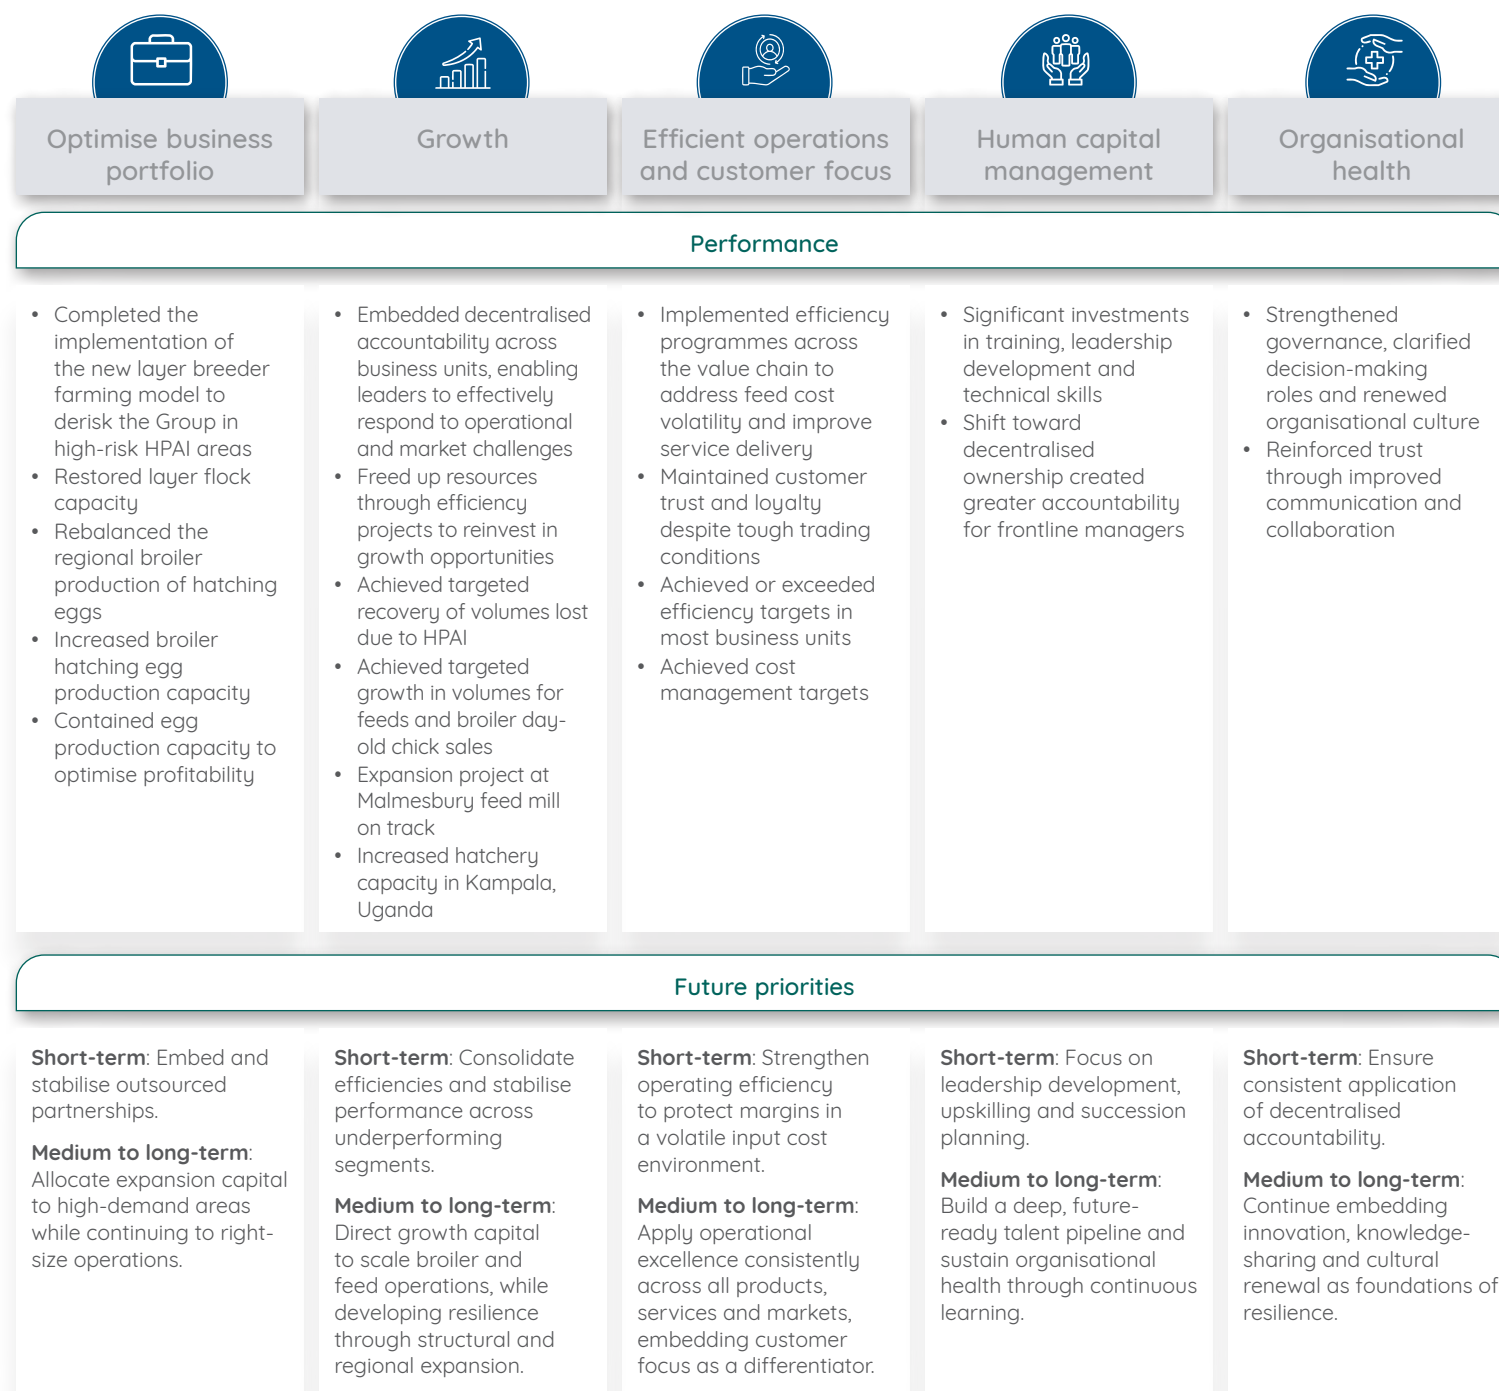 Optimise business
portfolio
Growth
Efficient operations
and customer focus
Human capital
management
Organisational
health
Performance
• Completed the
implementation of
the new layer breeder
farming model to
derisk the Group in
high-risk HPAI areas
• Restored layer flock
capacity
• Rebalanced the
regional broiler
production of hatching
eggs
• Increased broiler
hatching egg
production capacity
• Contained egg
production capacity to
optimise profitability
• Embedded decentralised
accountability across
business units, enabling
leaders to effectively
respond to operational
and market challenges
• Freed up resources
through efficiency
projects to reinvest in
growth opportunities
• Achieved targeted
recovery of volumes lost
due to HPAI
• Achieved targeted
growth in volumes for
feeds and broiler day-
old chick sales
• Expansion project at
Malmesbury feed mill
on track
• Increased hatchery
capacity in Kampala,
Uganda
• Implemented efficiency
programmes across
the value chain to
address feed cost
volatility and improve
service delivery
• Maintained customer
trust and loyalty
despite tough trading
conditions
• Achieved or exceeded
efficiency targets in
most business units
• Achieved cost
management targets
• Significant investments
in training, leadership
development and
technical skills
• Shift toward
decentralised
ownership created
greater accountability
for frontline managers
• Strengthened
governance, clarified
decision-making
roles and renewed
organisational culture
• Reinforced trust
through improved
communication and
collaboration
Future priorities
Short-term: Embed and
stabilise outsourced
partnerships.
Medium to long-term:
Allocate expansion capital
to high-demand areas
while continuing to right-
size operations.
Short-term: Consolidate
efficiencies and stabilise
performance across
underperforming
segments.
Medium to long-term:
Direct growth capital
to scale broiler and
feed operations, while
developing resilience
through structural and
regional expansion.
Short-term: Strengthen
operating efficiency
to protect margins in
a volatile input cost
environment.
Medium to long-term:
Apply operational
excellence consistently
across all products,
services and markets,
embedding customer
focus as a differentiator.
Short-term: Focus on
leadership development,
upskilling and succession
planning.
Medium to long-term:
Build a deep, future-
ready talent pipeline and
sustain organisational
health through continuous
learning.
Short-term: Ensure
consistent application
of decentralised
accountability.
Medium to long-term:
Continue embedding
innovation, knowledge-
sharing and cultural
renewal as foundations of
resilience.